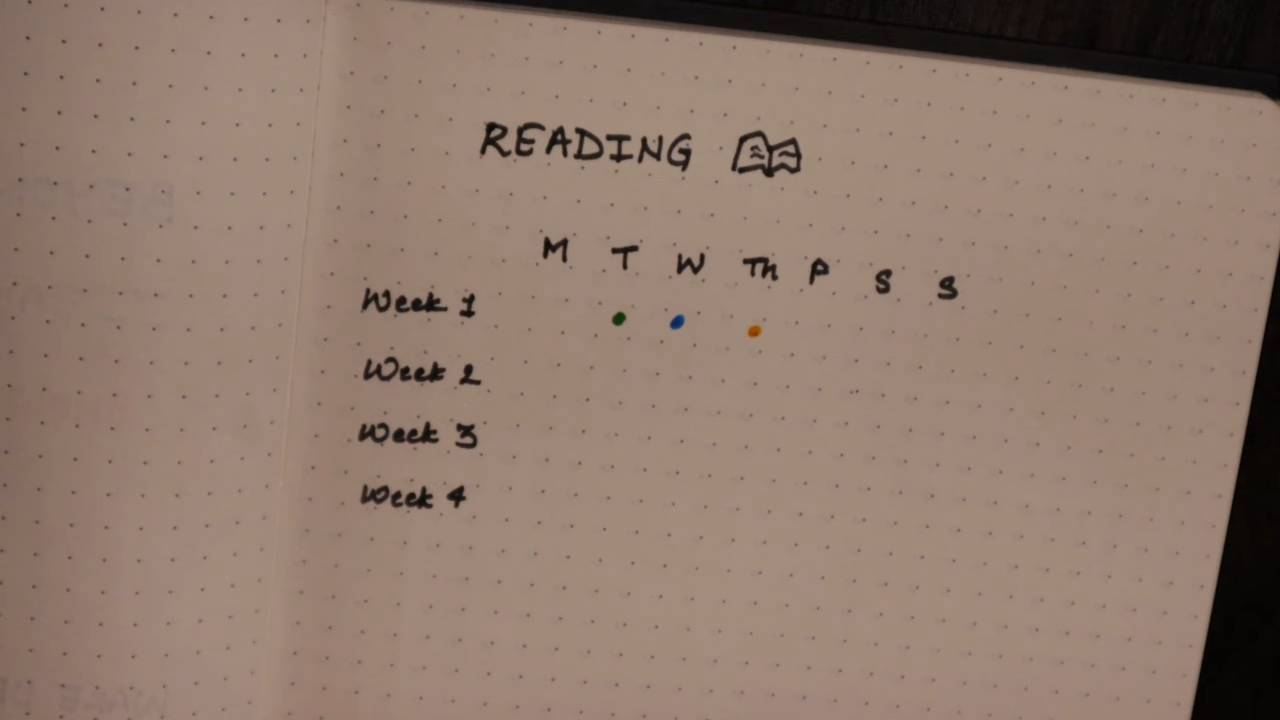 READING
M T W Th F S S
Week 1
Week 2
Week 3
Week 4